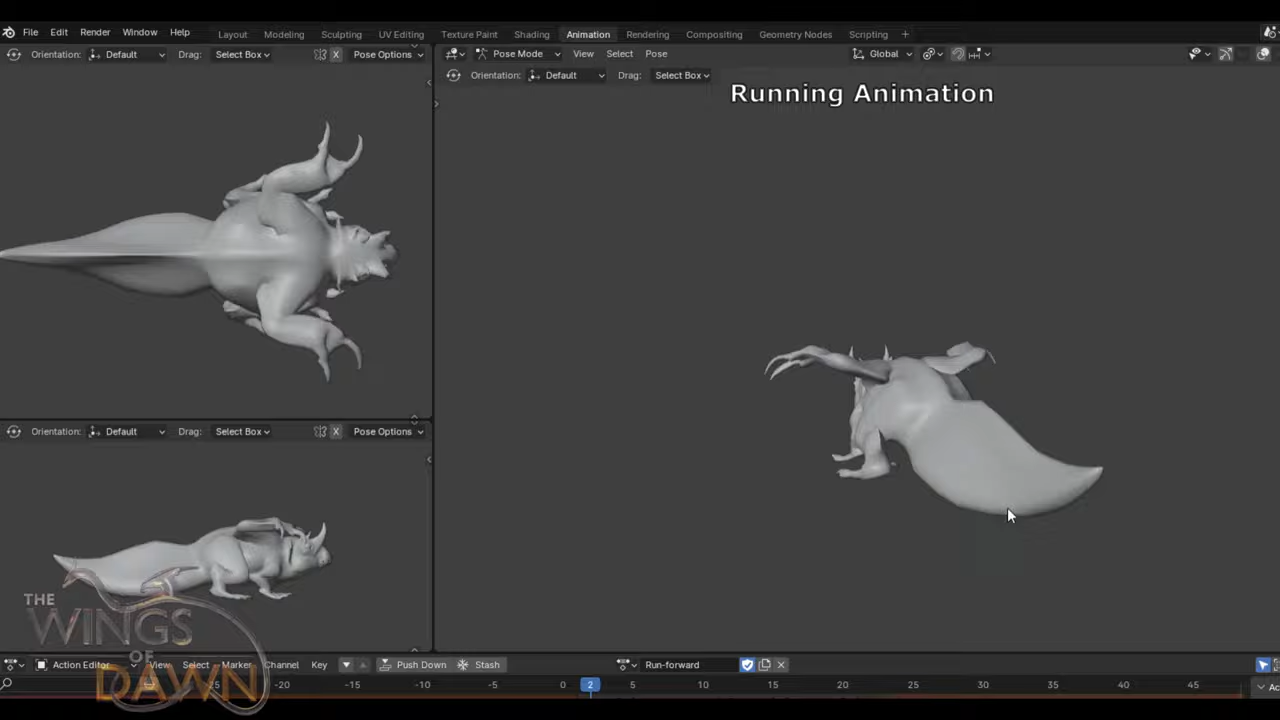 File Edit Render Window Help
Layout Modeling Sculpting UV Editing Texture Paint Shading Animation Rendering Compositing Geometry Nodes Scripting +
Orientation: Default Drag: Select Box X Pose Options
Pose Mode View Select Pose Global
Orientation: Default Drag: Select Box
Running Animation
Orientation: Default Drag: Select Box X Pose Options
THE
WINGS
OF
DAWN
Action Editor View Select Marker Channel Key Push Down Stash Run-forward
-25 -20 -15 -10 -5 0 2 5 10 15 20 25 30 35 40 45